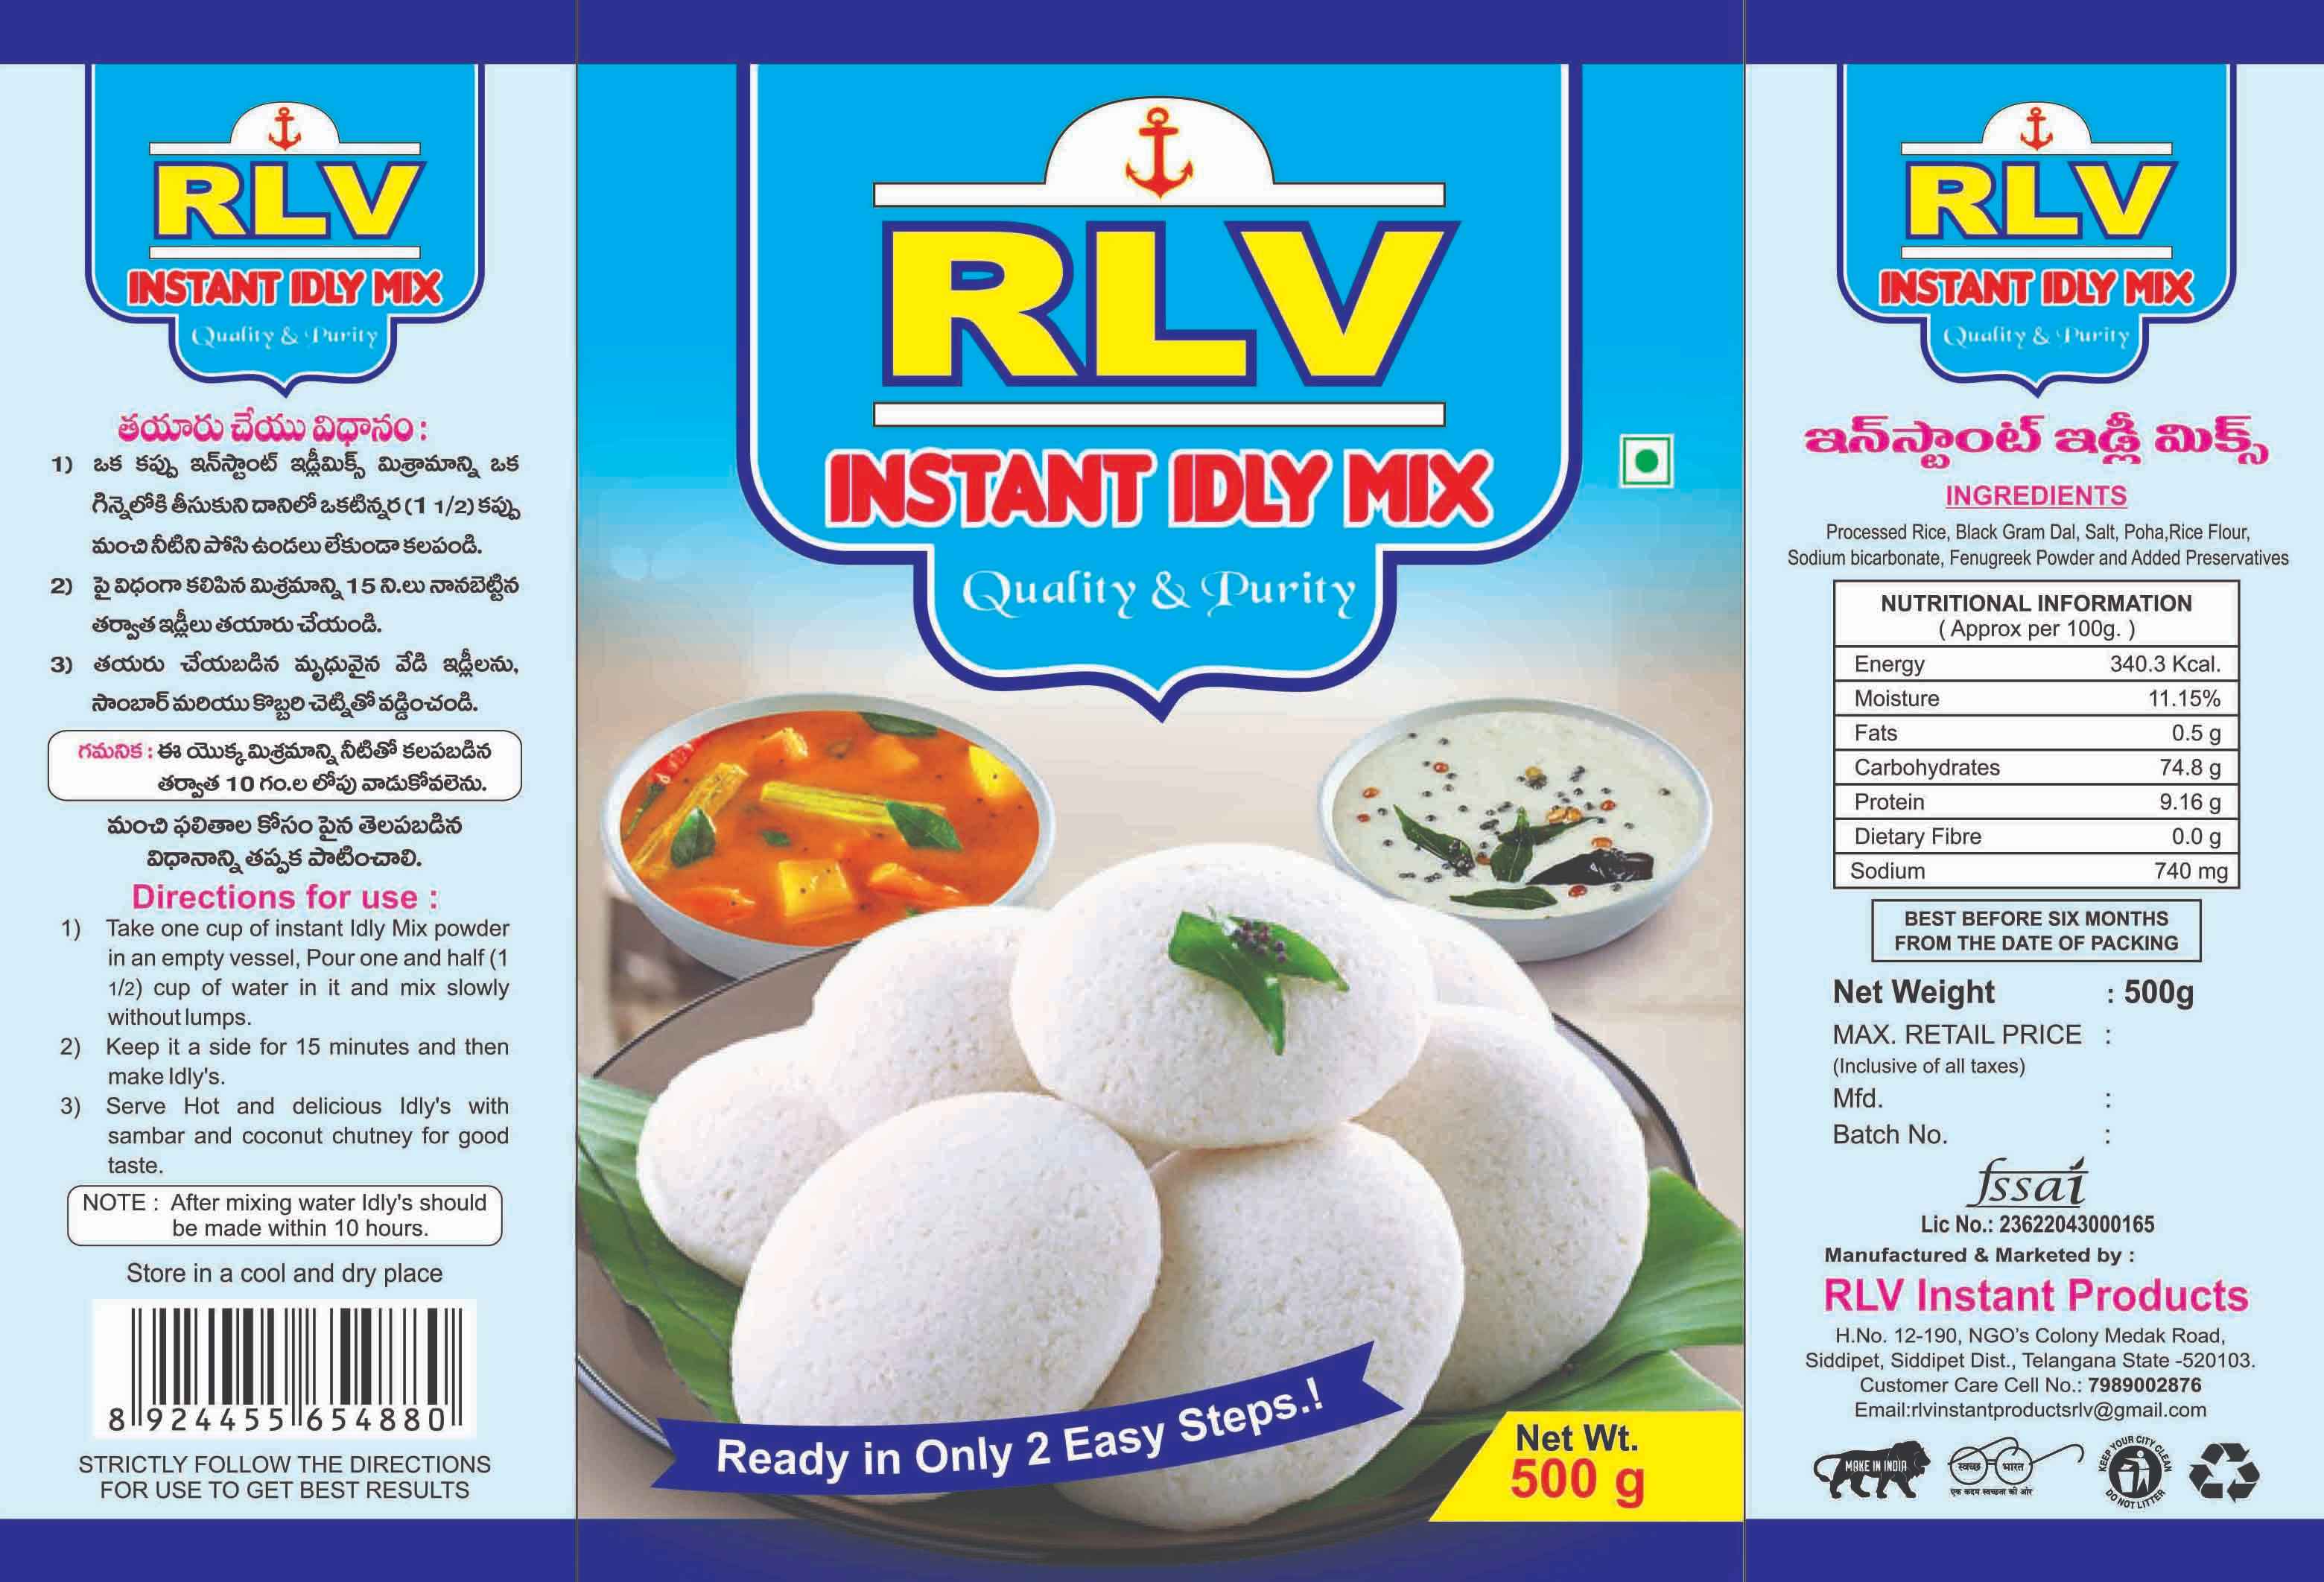 RLV
INSTANT IDLY MIX
Quality & Purity
తయారు చేయు విధానం :
1) ఒక కప్పు ఇన్‌స్టాంట్ ఇడ్లీమిక్స్ మిశ్రామాన్ని ఒక
గిన్నెలోకి తీసుకుని దానిలో ఒకటిన్నర (1 1/2) కప్పు
మంచి నీటిని పోసి ఉండలు లేకుండా కలపండి.
2) పై విధంగా కలిపిన మిశ్రమాన్ని 15 ని.లు నానబెట్టిన
తర్వాత ఇడ్లీలు తయారు చేయండి.
3) తయరు చేయబడిన మృధువైన వేడి ఇడ్లీలను,
సాంబార్ మరియు కొబ్బరి చెట్నితో వడ్డించండి.
గమనిక : ఈ యొక్క మిశ్రమాన్ని నీటితో కలపబడిన
తర్వాత 10 గం.ల లోపు వాడుకోవలెను.
మంచి ఫలితాల కోసం పైన తెలపబడిన
విధానాన్ని తప్పక పాటించాలి.
Directions for use :
1) Take one cup of instant Idly Mix powder
in an empty vessel, Pour one and half (1
1/2) cup of water in it and mix slowly
without lumps.
2) Keep it a side for 15 minutes and then
make Idly's.
3) Serve Hot and delicious Idly's with
sambar and coconut chutney for good
taste.
NOTE : After mixing water Idly's should
be made within 10 hours.
Store in a cool and dry place
8 924455 654880
STRICTLY FOLLOW THE DIRECTIONS
FOR USE TO GET BEST RESULTS
RLV
INSTANT IDLY MIX
Quality & Purity
Ready in Only 2 Easy Steps.!
Net Wt.
500 g
RLV
INSTANT IDLY MIX
Quality & Purity
ఇన్‌స్టాంట్ ఇడ్లీ మిక్స్
INGREDIENTS
Processed Rice, Black Gram Dal, Salt, Poha,Rice Flour,
Sodium bicarbonate, Fenugreek Powder and Added Preservatives
NUTRITIONAL INFORMATION
( Approx per 100g. )
Energy 340.3 Kcal.
Moisture 11.15%
Fats 0.5 g
Carbohydrates 74.8 g
Protein 9.16 g
Dietary Fibre 0.0 g
Sodium 740 mg
BEST BEFORE SIX MONTHS
FROM THE DATE OF PACKING
Net Weight : 500g
MAX. RETAIL PRICE :
(Inclusive of all taxes)
Mfd. :
Batch No. :
fssai
Lic No.: 23622043000165
Manufactured & Marketed by :
RLV Instant Products
H.No. 12-190, NGO's Colony Medak Road,
Siddipet, Siddipet Dist., Telangana State -520103.
Customer Care Cell No.: 7989002876
Email:rlvinstantproductsrlv@gmail.com
MAKE IN INDIA
स्वच्छ भारत
एक कदम स्वच्छता की ओर
KEEP YOUR CITY CLEAN
DO NOT LITTER